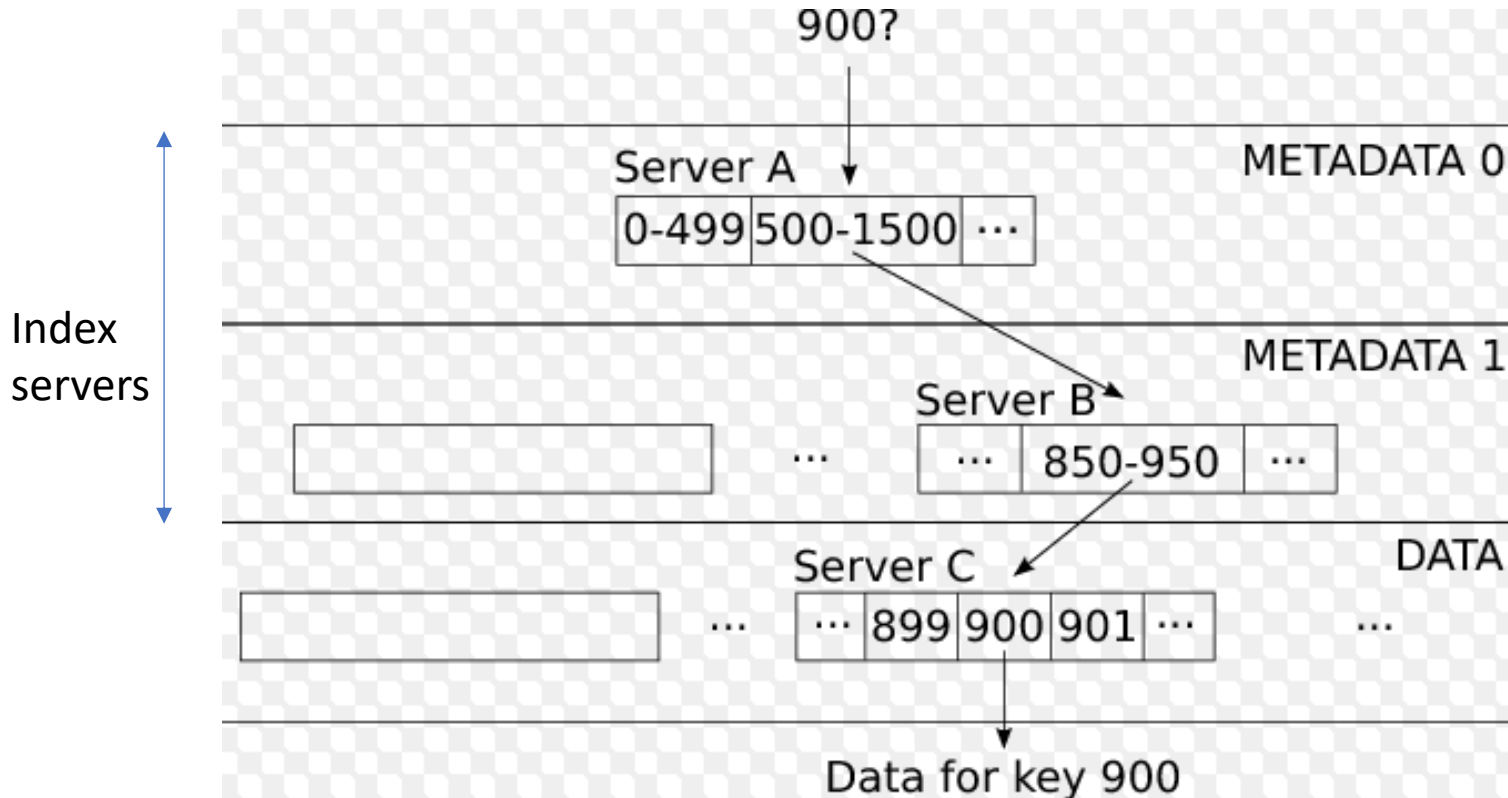 900?
METADATA 0
Server A
0-499 500-1500 ...
Index
servers
METADATA 1
Server B
... ... 850-950 ...
DATA
Server C
... ... 899 900 901 ... ...
Data for key 900